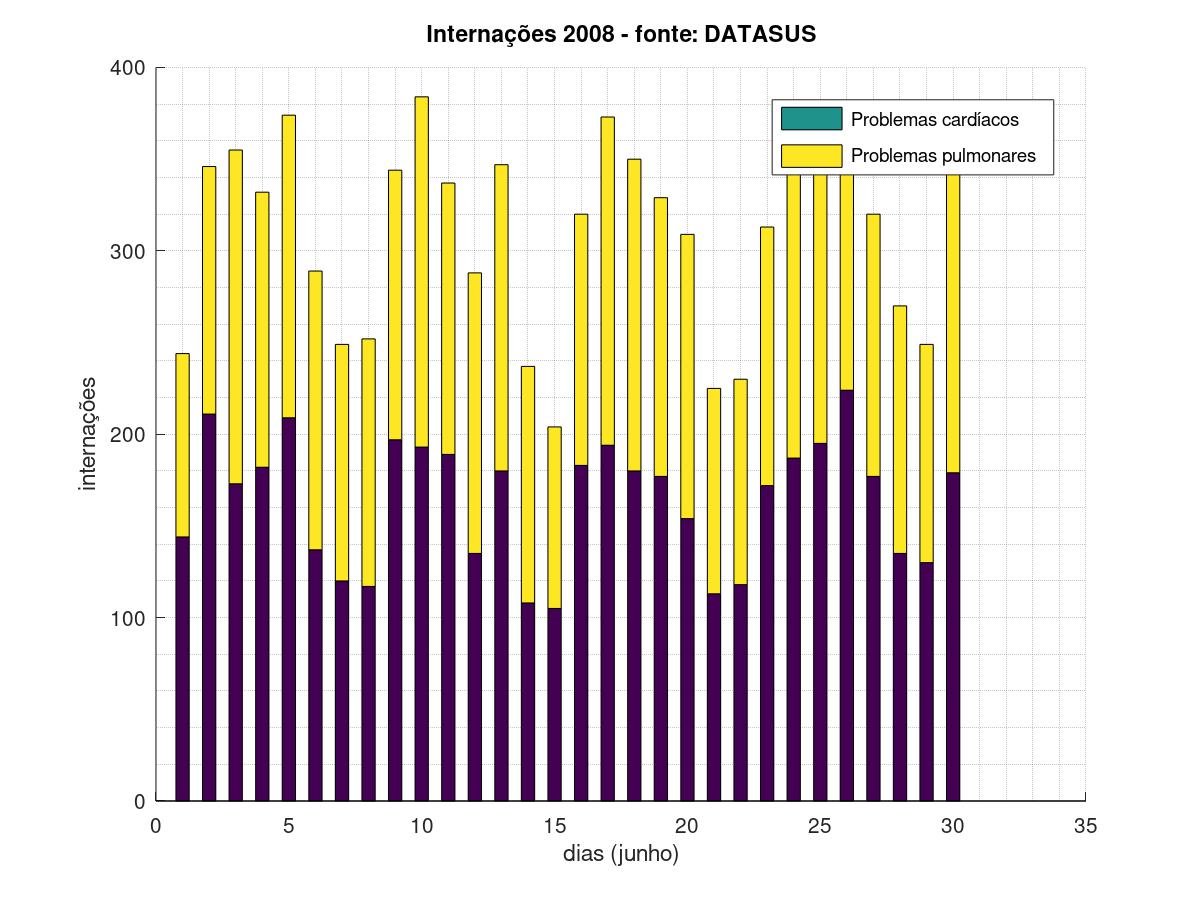 Internações 2008 - fonte: DATASUS
400
300
200
100
0
internações
Problemas cardíacos
Problemas pulmonares
0 5 10 15 20 25 30 35
dias (junho)